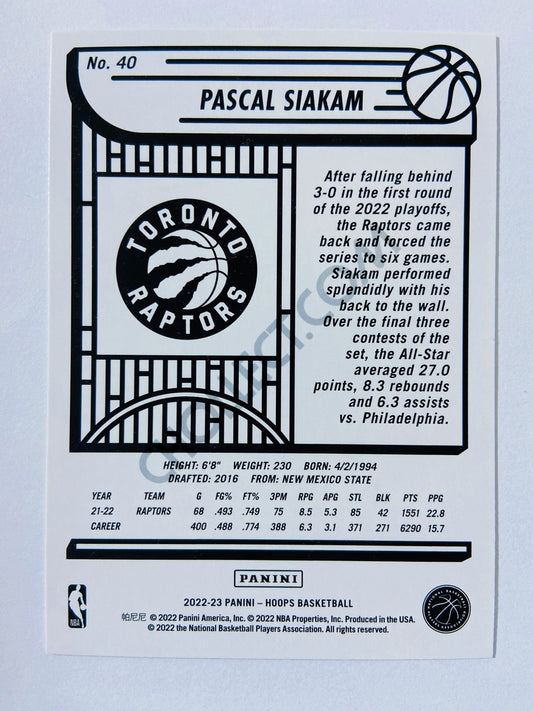 No. 40
PASCAL SIAKAM
TORONTO
RAPTORS
After falling behind
3-0 in the first round
of the 2022 playoffs,
the Raptors came
back and forced the
series to six games.
Siakam performed
splendidly with his
back to the wall.
Over the final three
contests of the
set, the All-Star
averaged 27.0
points, 8.3 rebounds
and 6.3 assists
vs. Philadelphia.
CHOLLECT.COM
HEIGHT: 6'8" WEIGHT: 230 BORN: 4/2/1994
DRAFTED: 2016 FROM: NEW MEXICO STATE
YEAR TEAM G FG% FT% 3PM RPG APG STL BLK PTS PPG
21-22 RAPTORS 68 .493 .749 75 8.5 5.3 85 42 1551 22.8
CAREER 400 .488 .774 388 6.3 3.1 371 271 6290 15.7
PANINI
2022-23 PANINI – HOOPS BASKETBALL
帕尼尼 © 2022 Panini America, Inc. © 2022 NBA Properties, Inc. Produced in the USA.
© 2022 the National Basketball Players Association. All rights reserved.
NBA